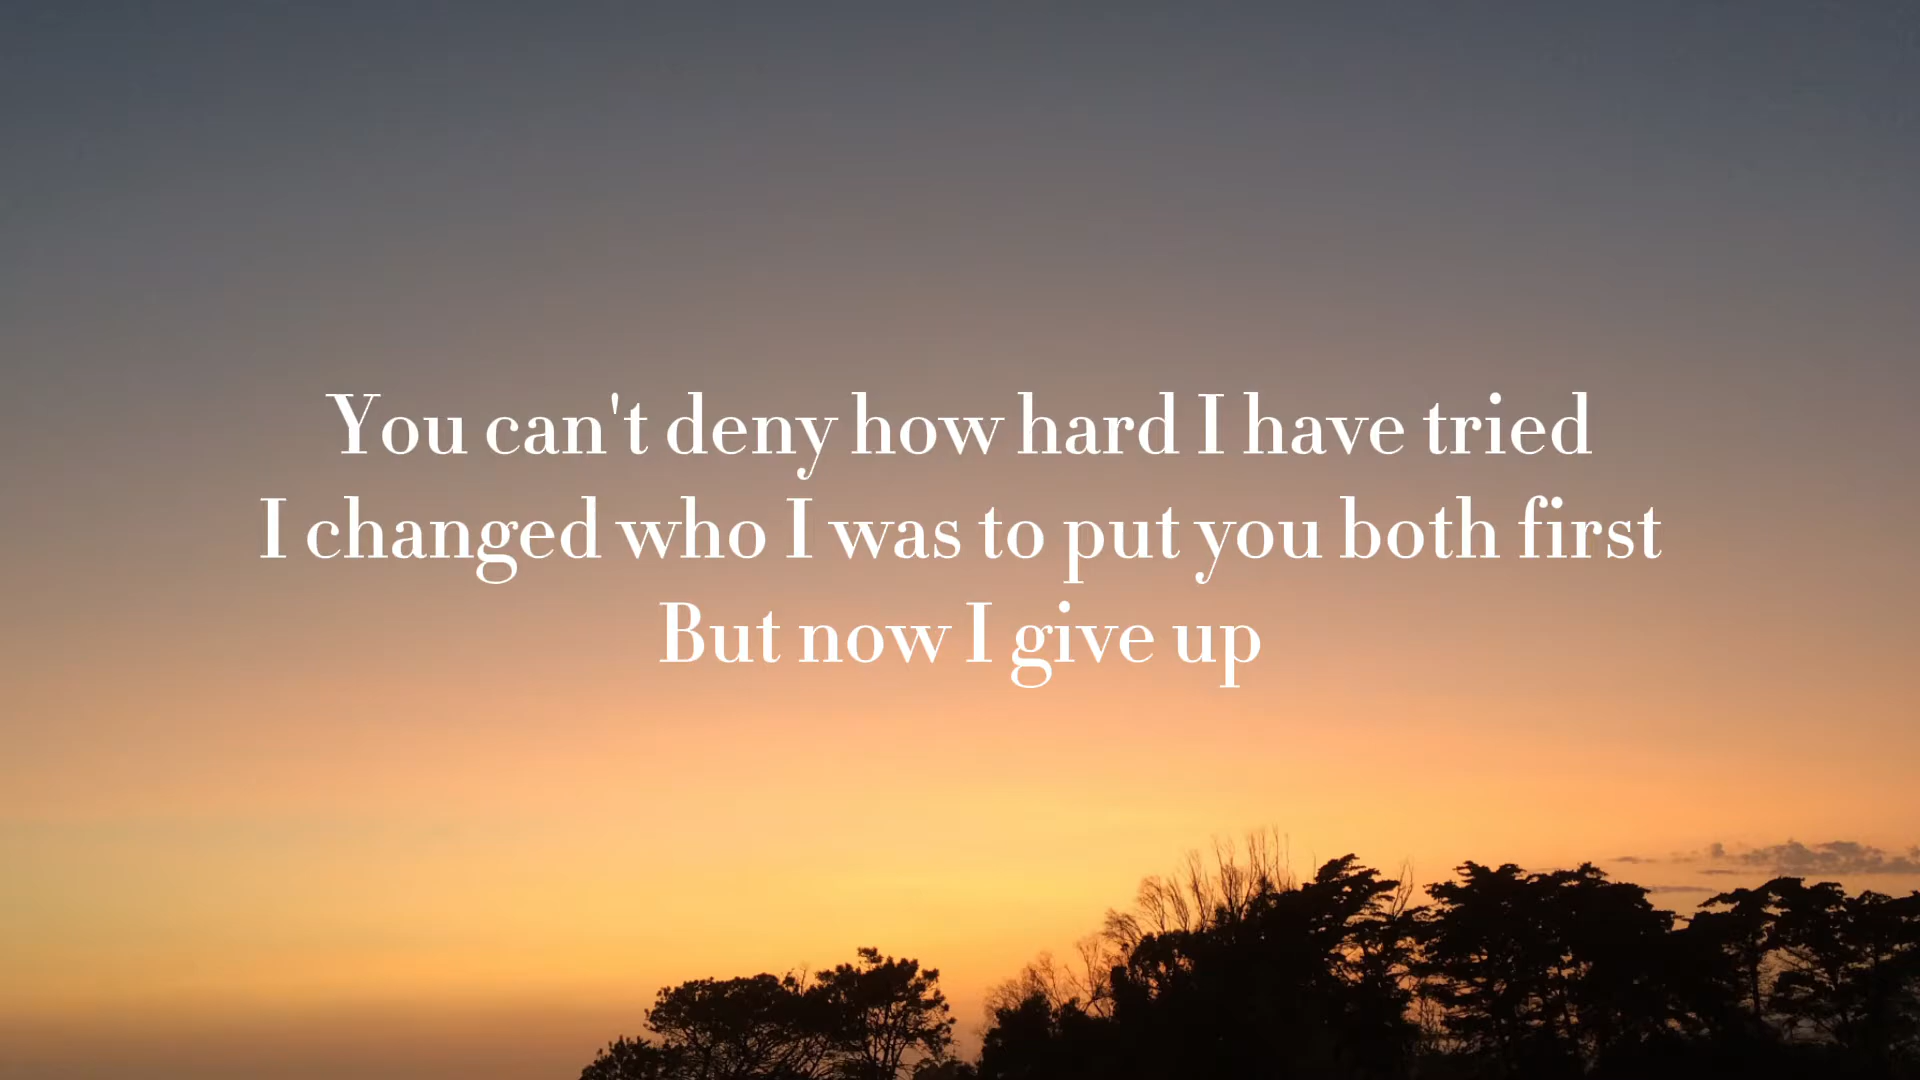 You can't deny how hard I have tried
I changed who I was to put you both first
But now I give up